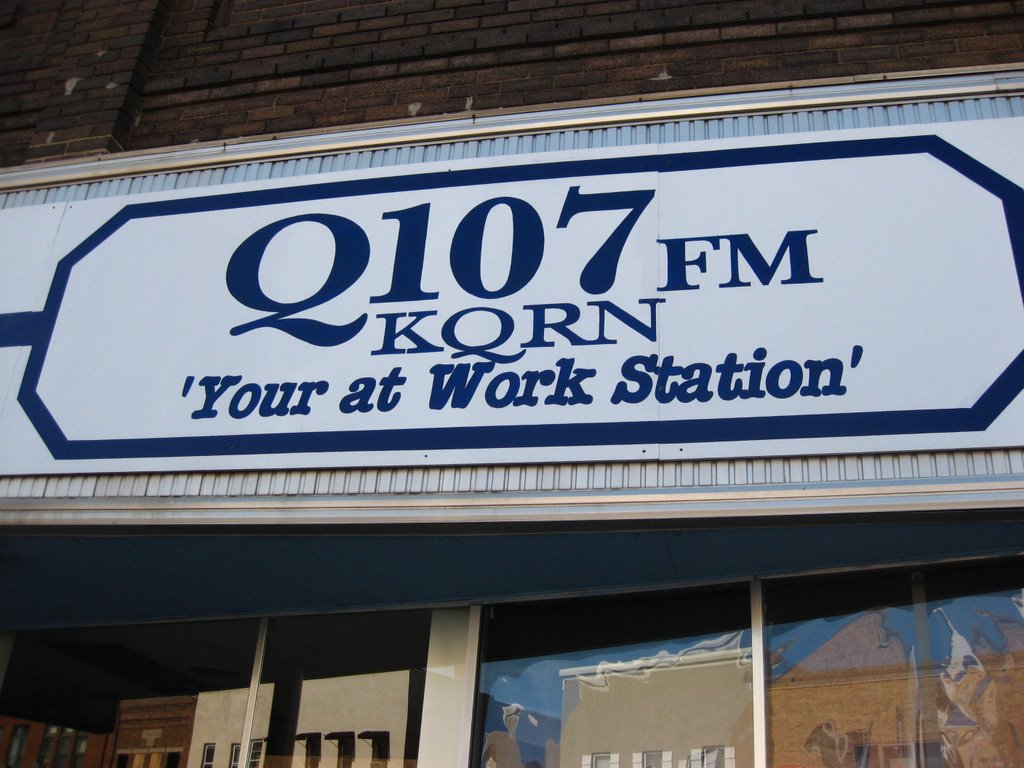 Q107 FM
KQRN
'Your at Work Station'